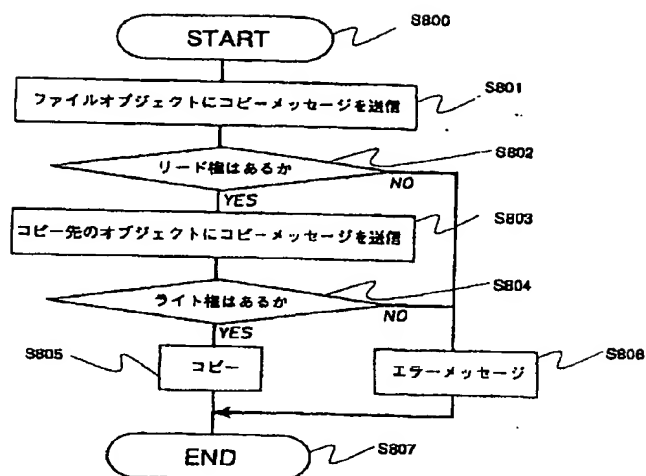 START
S800
ファイルオブジェクトにコピーメッセージを送信
S801
リード権はあるか
S802
NO
YES
コピー先のオブジェクトにコピーメッセージを送信
S803
ライト権はあるか
S804
NO
YES
S805
コピー
エラーメッセージ
S806
END
S807